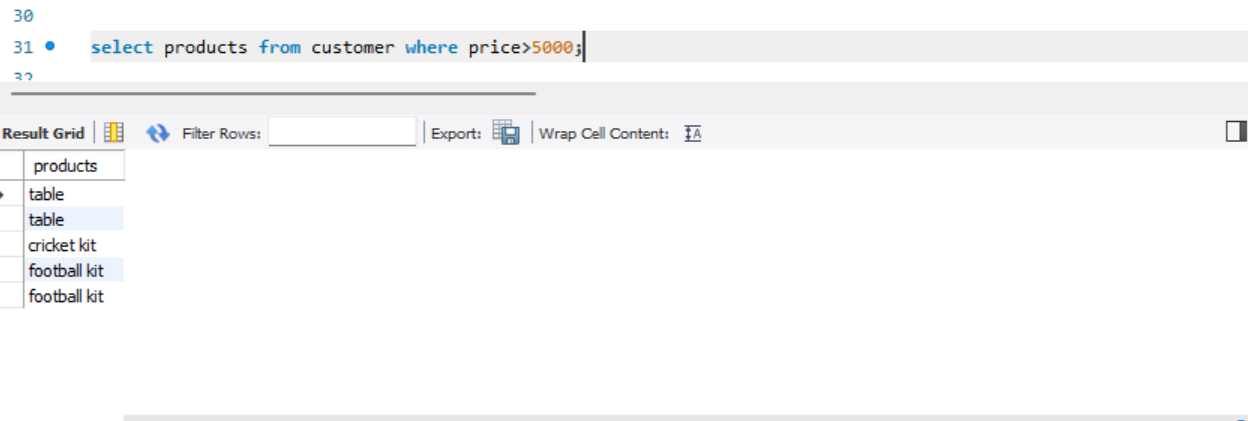 30
31 select products from customer where price>5000;
32
Result Grid Filter Rows: Export: Wrap Cell Content: IA
products
table
table
cricket kit
football kit
football kit